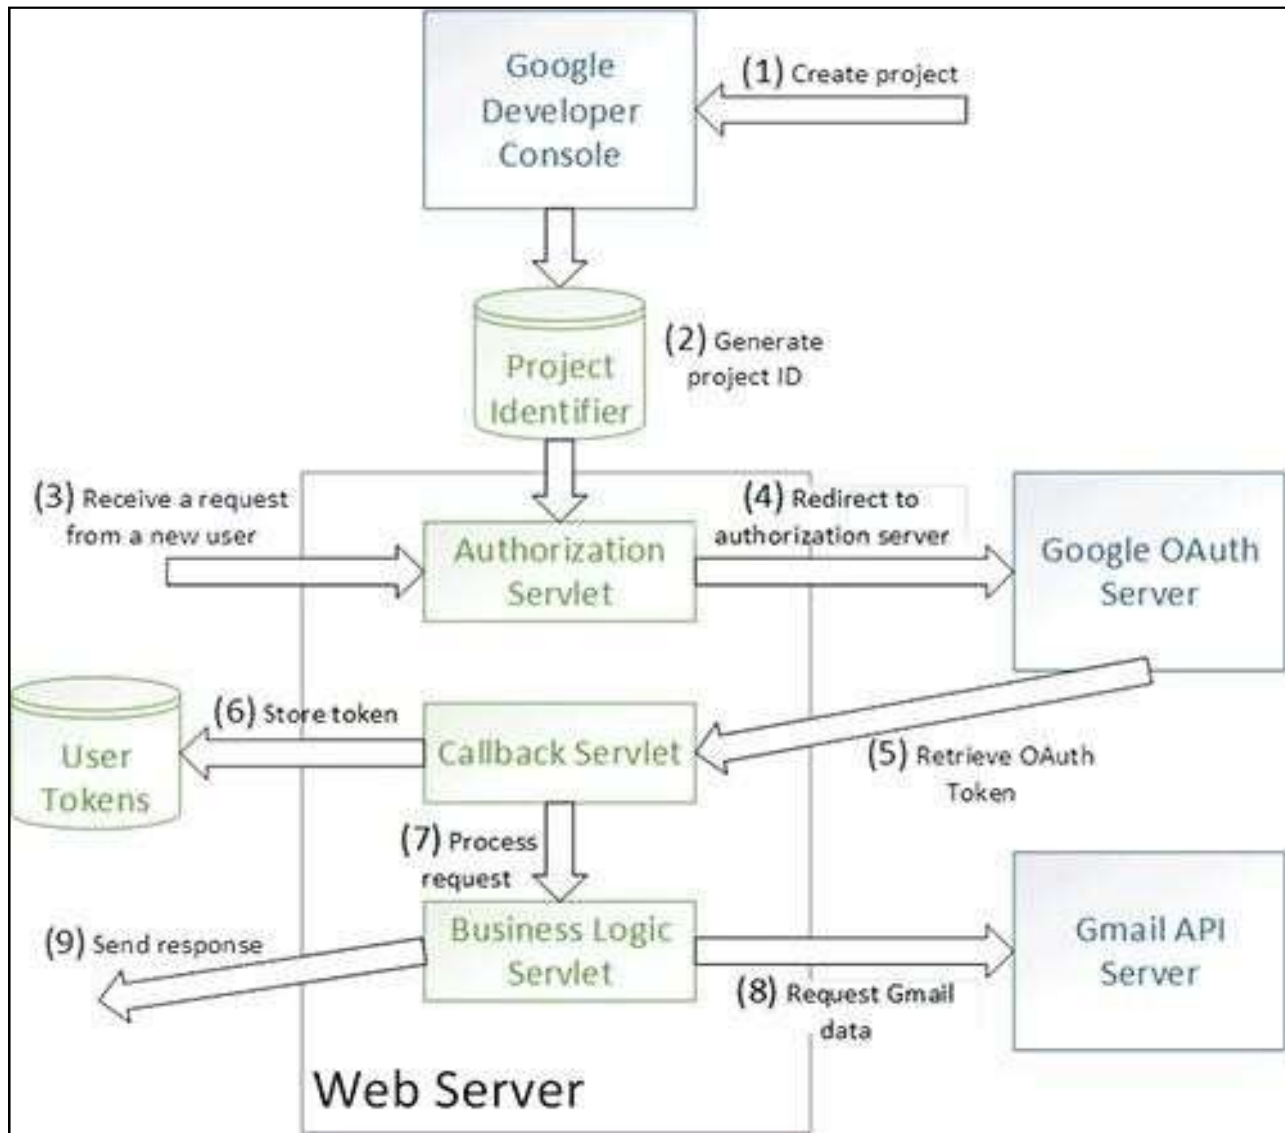 Google
Developer
Console
(1) Create project
Project
Identifier
(2) Generate
project ID
(3) Receive a request
from a new user
Authorization
Servlet
(4) Redirect to
authorization server
Google OAuth
Server
User
Tokens
(6) Store token
Callback Servlet
(5) Retrieve OAuth
Token
(7) Process
request
(9) Send response
Business Logic
Servlet
(8) Request Gmail
data
Gmail API
Server
Web Server